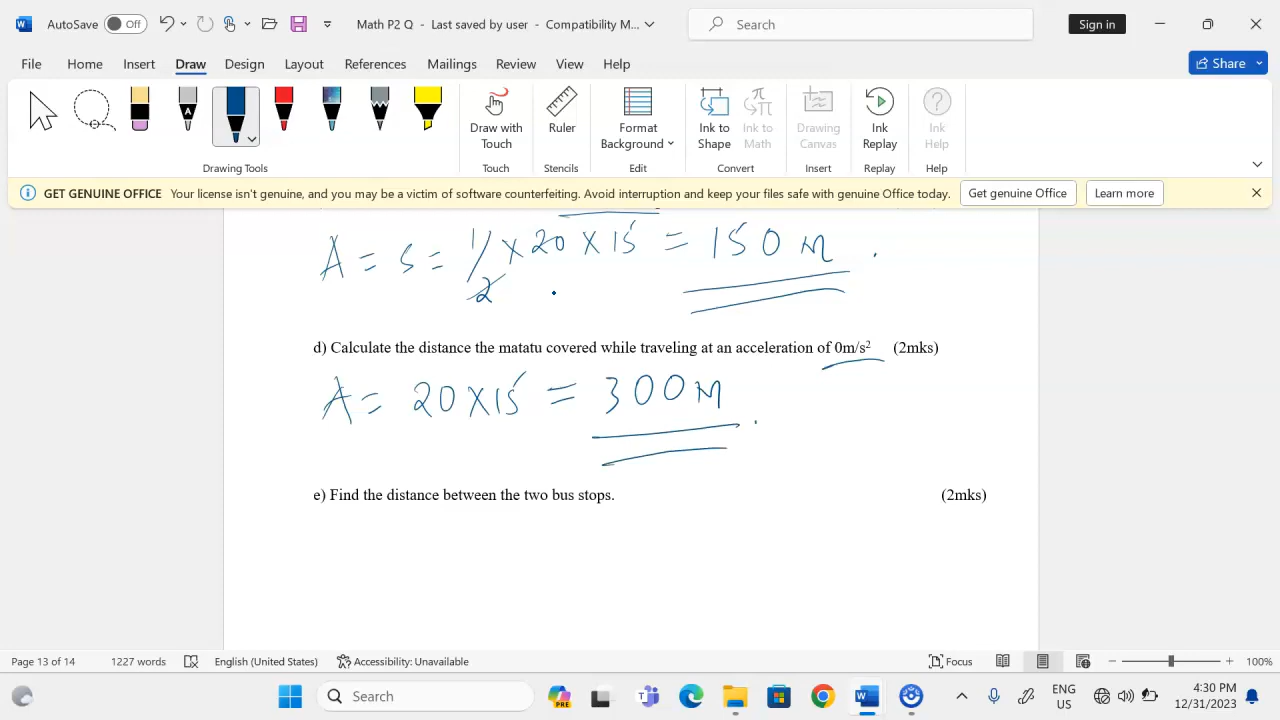 AutoSave Off Math P2 Q - Last saved by user - Compatibility M... Search Sign in
File Home Insert Draw Design Layout References Mailings Review View Help Share
Draw with Touch Ruler Format Background Ink to Shape Ink to Math Drawing Canvas Ink Replay Ink Help
Drawing Tools Touch Stencils Edit Convert Insert Replay Help
GET GENUINE OFFICE Your license isn't genuine, and you may be a victim of software counterfeiting. Avoid interruption and keep your files safe with genuine Office today. Get genuine Office Learn more
A = S = 1/2 x 20 x 15 = 150 M .
d) Calculate the distance the matatu covered while traveling at an acceleration of 0m/s² (2mks)
A = 20 X 15 = 300M .
e) Find the distance between the two bus stops. (2mks)
Page 13 of 14 1227 words English (United States) Accessibility: Unavailable Focus 100%
Search PRE ENG US 4:30 PM 12/31/2023